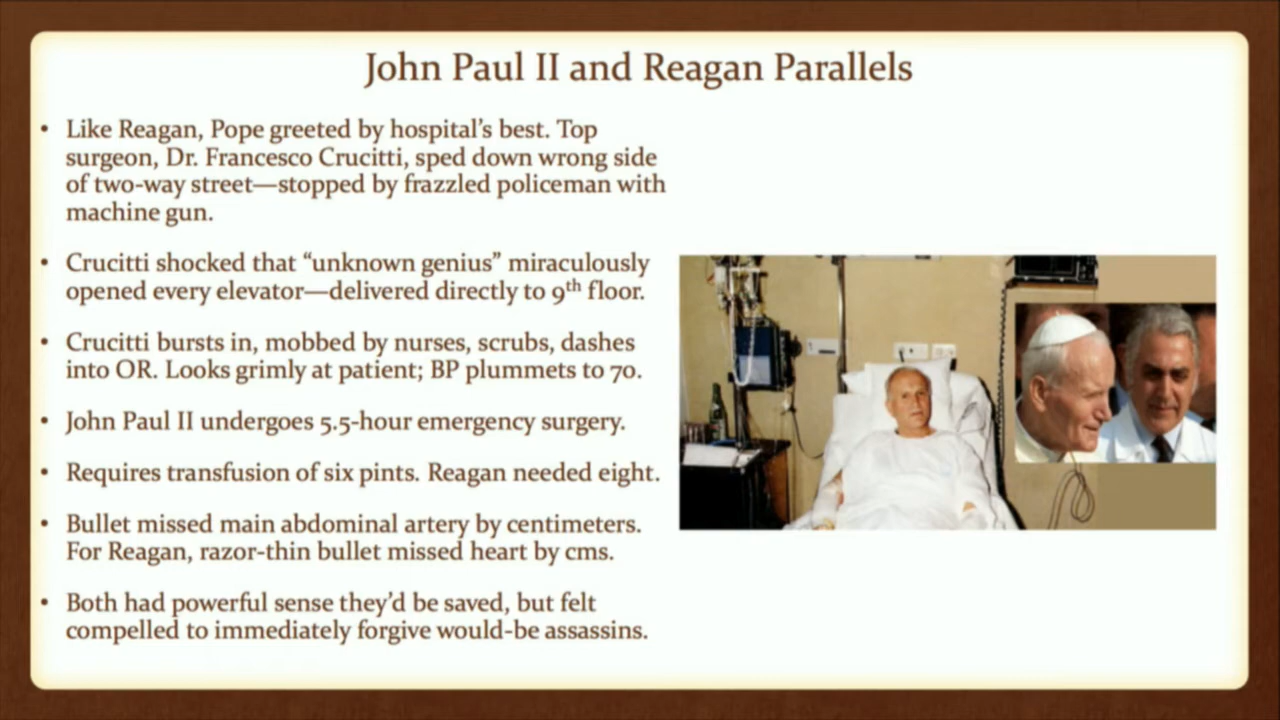 John Paul II and Reagan Parallels
• Like Reagan, Pope greeted by hospital’s best. Top
surgeon, Dr. Francesco Crucitti, sped down wrong side
of two-way street—stopped by frazzled policeman with
machine gun.
• Crucitti shocked that “unknown genius” miraculously
opened every elevator—delivered directly to 9th floor.
• Crucitti bursts in, mobbed by nurses, scrubs, dashes
into OR. Looks grimly at patient; BP plummets to 70.
• John Paul II undergoes 5.5-hour emergency surgery.
• Requires transfusion of six pints. Reagan needed eight.
• Bullet missed main abdominal artery by centimeters.
For Reagan, razor-thin bullet missed heart by cms.
• Both had powerful sense they’d be saved, but felt
compelled to immediately forgive would-be assassins.